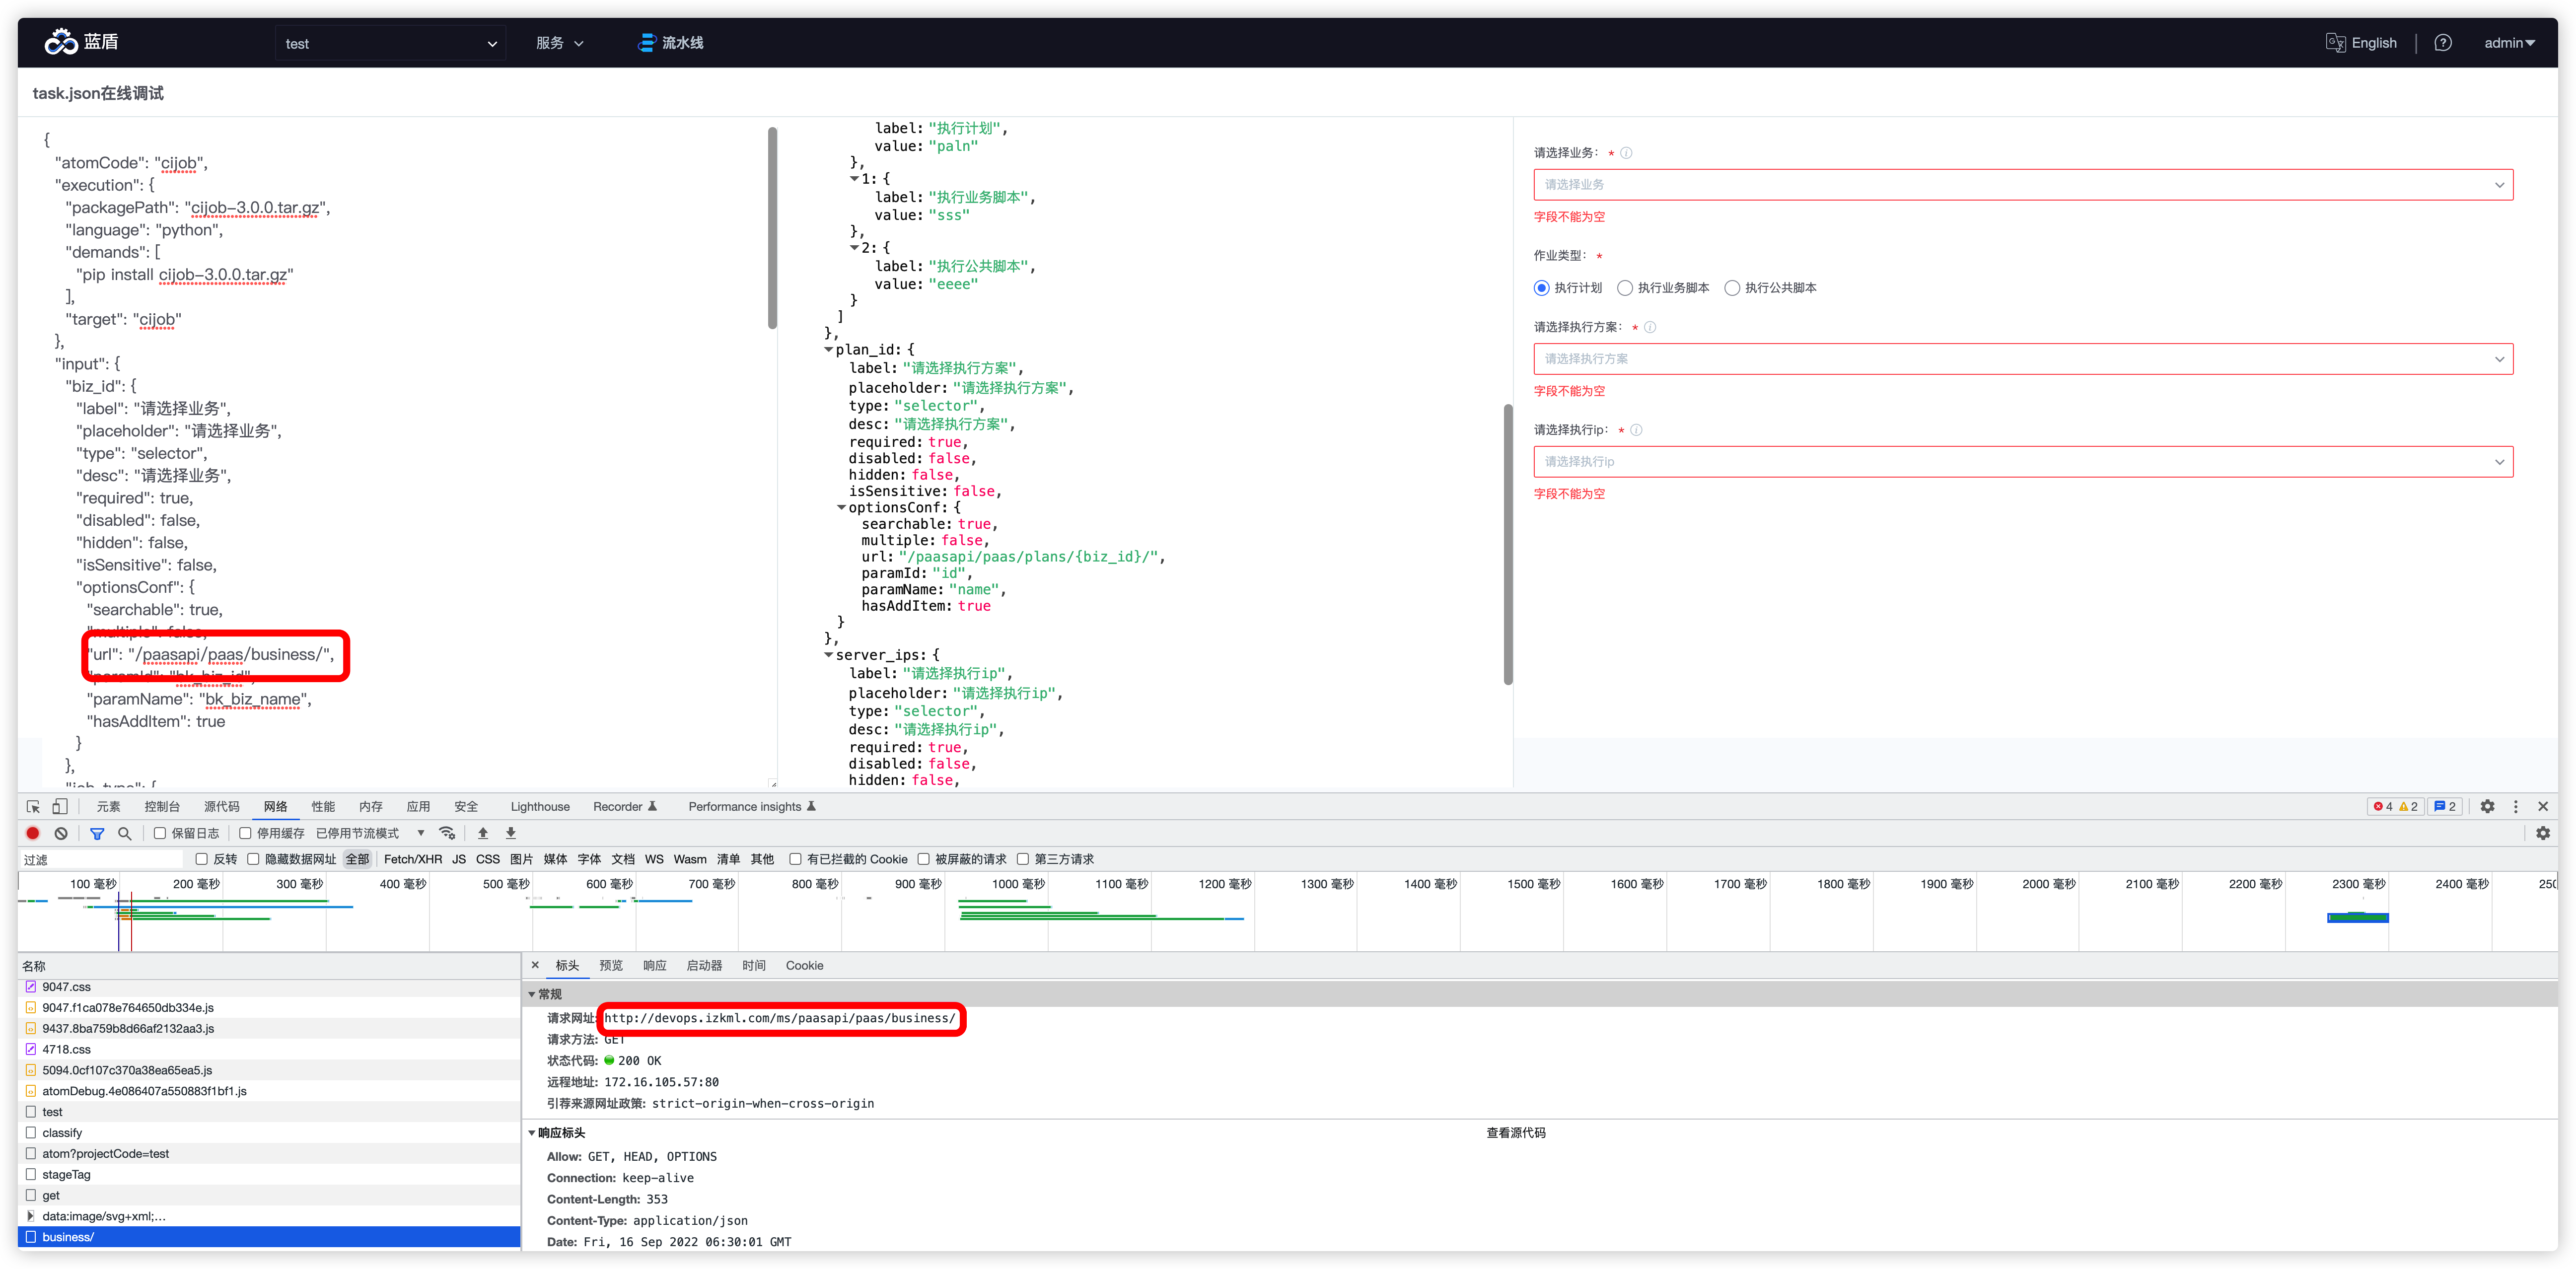 蓝盾
test
服务
流水线
English
admin
task.json在线调试
{
"atomCode": "cijob",
"execution": {
"packagePath": "cijob-3.0.0.tar.gz",
"language": "python",
"demands": [
"pip install cijob-3.0.0.tar.gz"
],
"target": "cijob"
},
"input": {
"biz_id": {
"label": "请选择业务",
"placeholder": "请选择业务",
"type": "selector",
"desc": "请选择业务",
"required": true,
"disabled": false,
"hidden": false,
"isSensitive": false,
"optionsConf": {
"searchable": true,
"multiple": false,
"url": "/paasapi/paas/business/",
"paramId": "bk_biz_id",
"paramName": "bk_biz_name",
"hasAddItem": true
}
},
"job_type": {
label: "执行计划",
value: "paln"
},
1: {
label: "执行业务脚本",
value: "sss"
},
2: {
label: "执行公共脚本",
value: "eeee"
}
]
},
plan_id: {
label: "请选择执行方案",
placeholder: "请选择执行方案",
type: "selector",
desc: "请选择执行方案",
required: true,
disabled: false,
hidden: false,
isSensitive: false,
optionsConf: {
searchable: true,
multiple: false,
url: "/paasapi/paas/plans/{biz_id}/",
paramId: "id",
paramName: "name",
hasAddItem: true
}
},
server_ips: {
label: "请选择执行ip",
placeholder: "请选择执行ip",
type: "selector",
desc: "请选择执行ip",
required: true,
disabled: false,
hidden: false,
请选择业务： *
请选择业务
字段不能为空
作业类型： *
执行计划 执行业务脚本 执行公共脚本
请选择执行方案： *
请选择执行方案
字段不能为空
请选择执行ip： *
请选择执行ip
字段不能为空
元素 控制台 源代码 网络 性能 内存 应用 安全 Lighthouse Recorder Performance insights 4 2 2
保留日志 停用缓存 已停用节流模式
过滤 反转 隐藏数据网址 全部 Fetch/XHR JS CSS 图片 媒体 字体 文档 WS Wasm 清单 其他 有已拦截的 Cookie 被屏蔽的请求 第三方请求
100 毫秒 200 毫秒 300 毫秒 400 毫秒 500 毫秒 600 毫秒 700 毫秒 800 毫秒 900 毫秒 1000 毫秒 1100 毫秒 1200 毫秒 1300 毫秒 1400 毫秒 1500 毫秒 1600 毫秒 1700 毫秒 1800 毫秒 1900 毫秒 2000 毫秒 2100 毫秒 2200 毫秒 2300 毫秒 2400 毫秒
名称
9047.css
9047.f1ca078e764650db334e.js
9437.8ba759b8d66af2132aa3.js
4718.css
5094.0cf107c370a38ea65ea5.js
atomDebug.4e086407a550883f1bf1.js
test
classify
atom?projectCode=test
stageTag
get
data:image/svg+xml;…
business/
标头 预览 响应 启动器 时间 Cookie
常规
请求网址: http://devops.izkml.com/ms/paasapi/paas/business/
请求方法: GET
状态代码: 200 OK
远程地址: 172.16.105.57:80
引荐来源网址政策: strict-origin-when-cross-origin
响应标头 查看源代码
Allow: GET, HEAD, OPTIONS
Connection: keep-alive
Content-Length: 353
Content-Type: application/json
Date: Fri, 16 Sep 2022 06:30:01 GMT